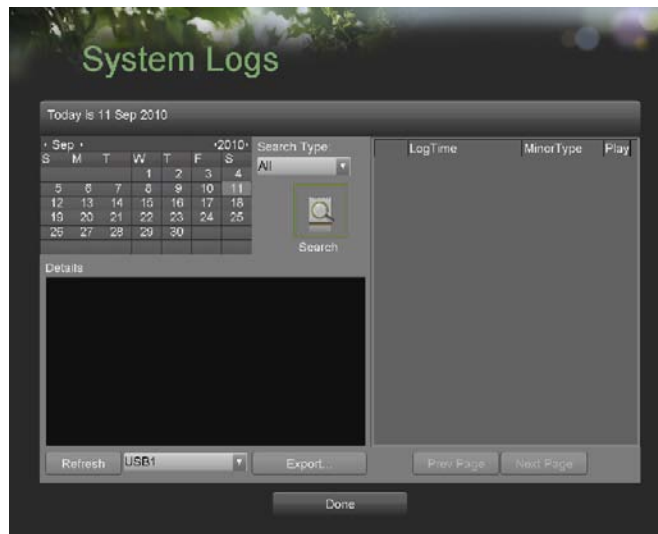 System Logs
Today is 11 Sep 2010
Sep 2010
S M T W T F S
1 2 3 4
5 6 7 8 9 10 11
12 13 14 15 16 17 18
19 20 21 22 23 24 25
26 27 28 29 30
Search Type:
All
Search
Details
Refresh USB1 Export...
LogTime MinorType Play
Prev Page Next Page
Done